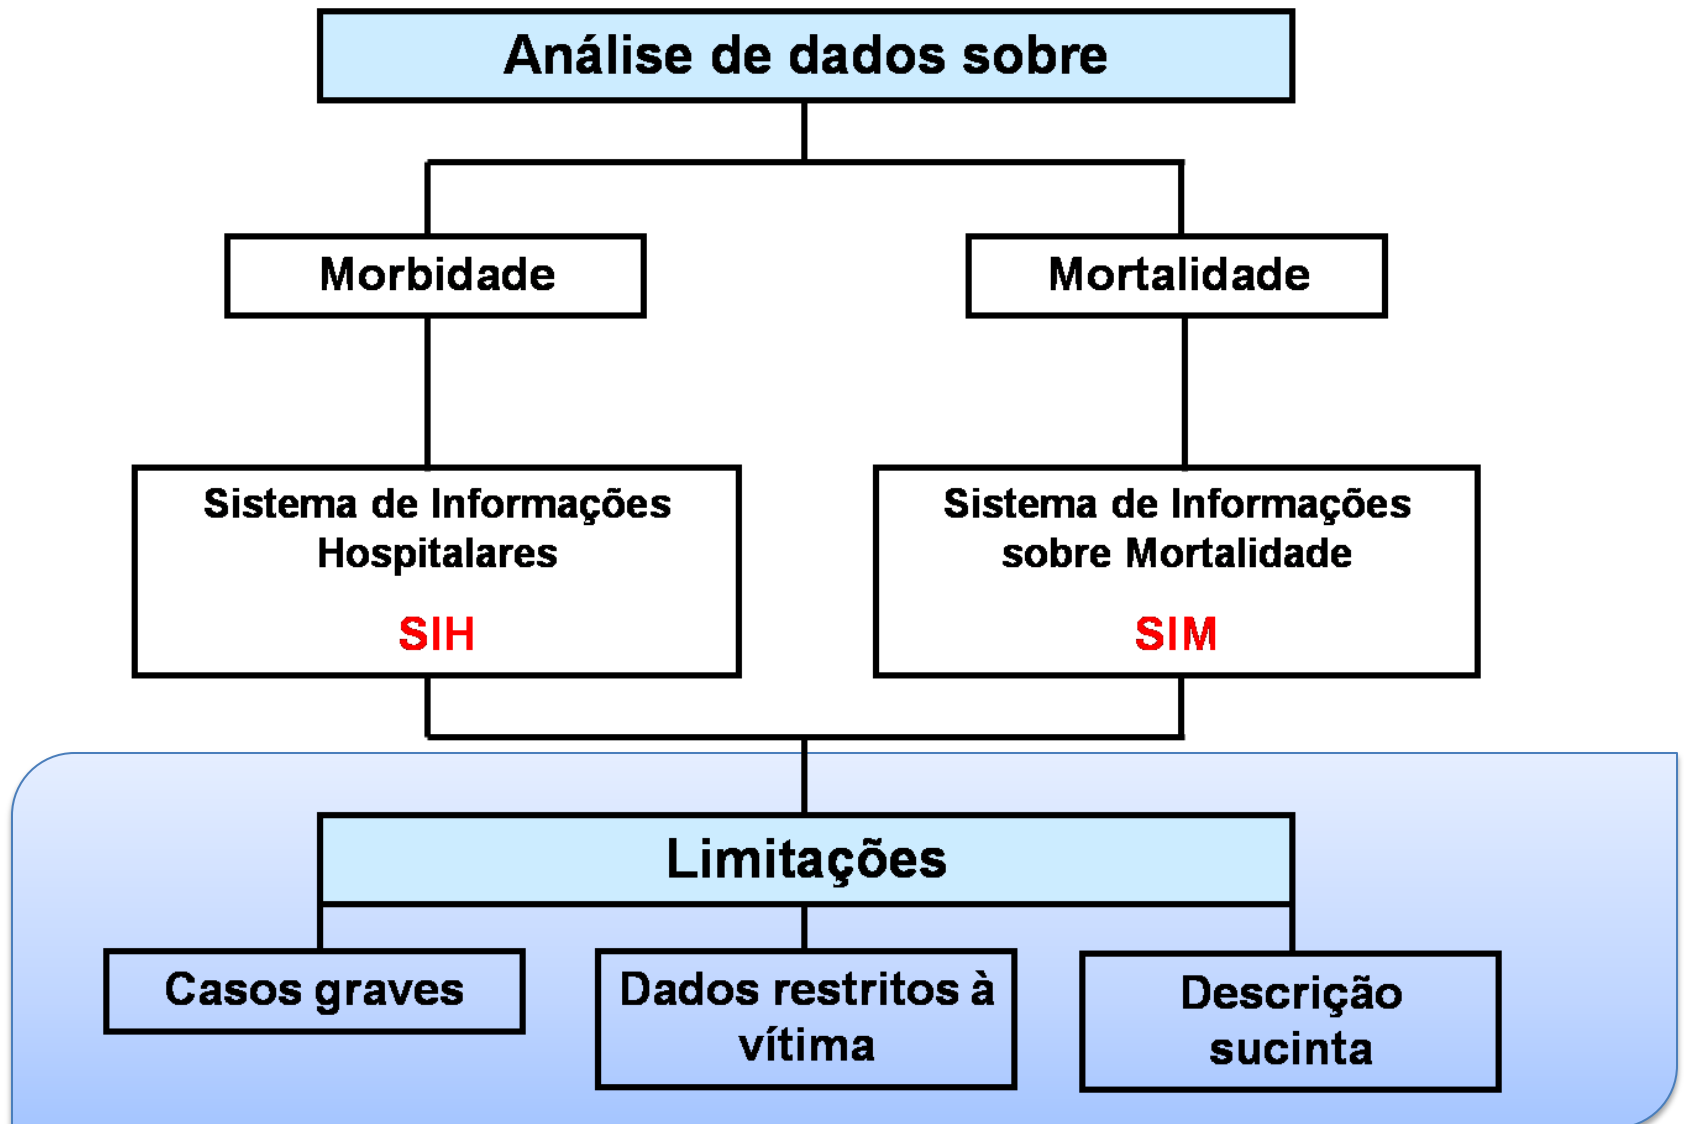 Análise de dados sobre
Morbidade
Mortalidade
Sistema de Informações
Hospitalares
SIH
Sistema de Informações
sobre Mortalidade
SIM
Limitações
Casos graves
Dados restritos à
vítima
Descrição
sucinta